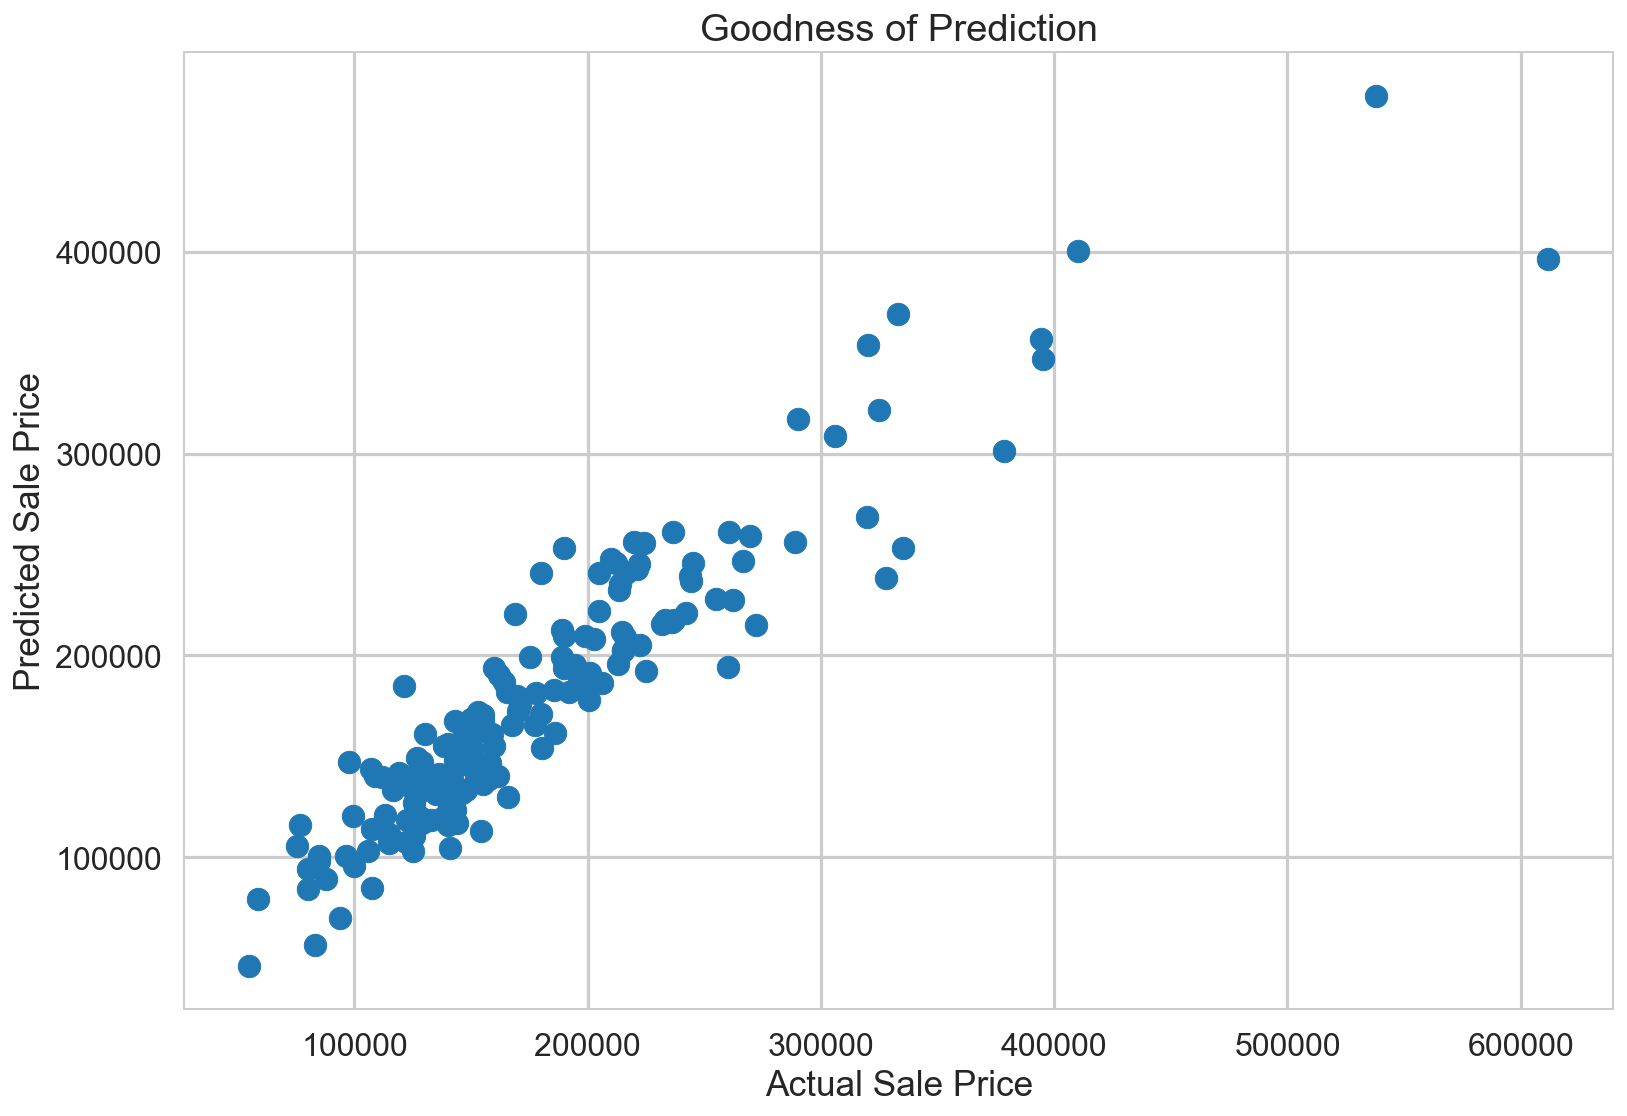 Goodness of Prediction
Predicted Sale Price
400000
300000
200000
100000
100000 200000 300000 400000 500000 600000
Actual Sale Price